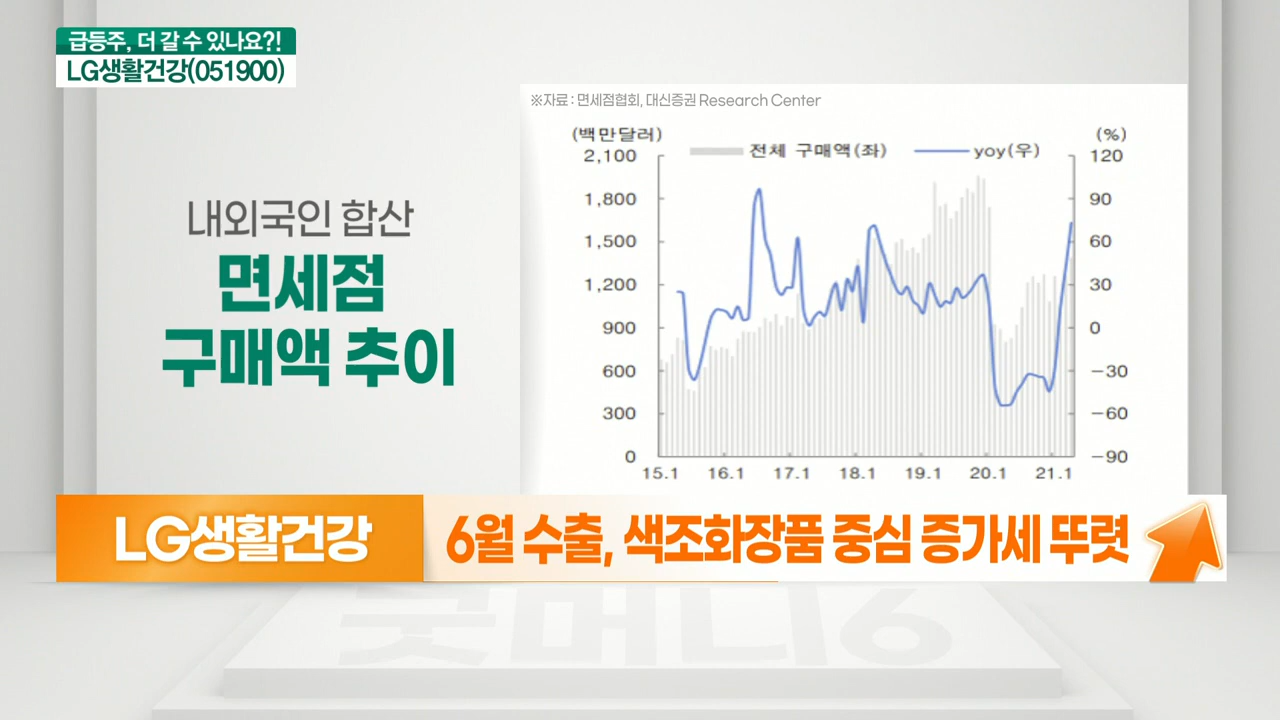 급등주, 더 갈 수 있나요?!
LG생활건강(051900)
※자료 : 면세점협회, 대신증권 Research Center
내외국인 합산
면세점
구매액 추이
(백만달러)
(%)
전체 구매액(좌)
yoy(우)
2,100
1,800
1,500
1,200
900
600
300
0
120
90
60
30
0
−30
−60
−90
15.1 16.1 17.1 18.1 19.1 20.1 21.1
LG생활건강
6월 수출, 색조화장품 중심 증가세 뚜렷
굿머니6